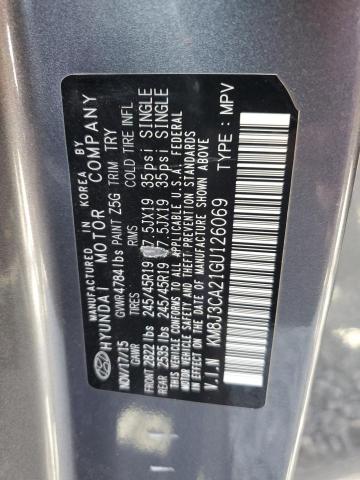 MANUFACTURED IN KOREA BY
HYUNDAI MOTOR COMPANY
NOV/17/15 GVWR 4784 lbs PAINT Z5G TRIM TRY
GAWR TIRES RMS COLD TIRE INFL
FRONT 2822 lbs 245/45R19 7.5JX19 35psi SINGLE
REAR 2535 lbs 245/45R19 7.5JX19 35psi SINGLE
THIS VEHICLE CONFORMS TO ALL APPLICABLE U.S.A. FEDERAL
MOTOR VEHICLE SAFETY AND THEFT PREVENTION
STANDARDS IN EFFECT ON THE DATE OF MANUFACTURE SHOWN ABOVE
V.I.N KM8J3CA21GU126069 TYPE: MPV